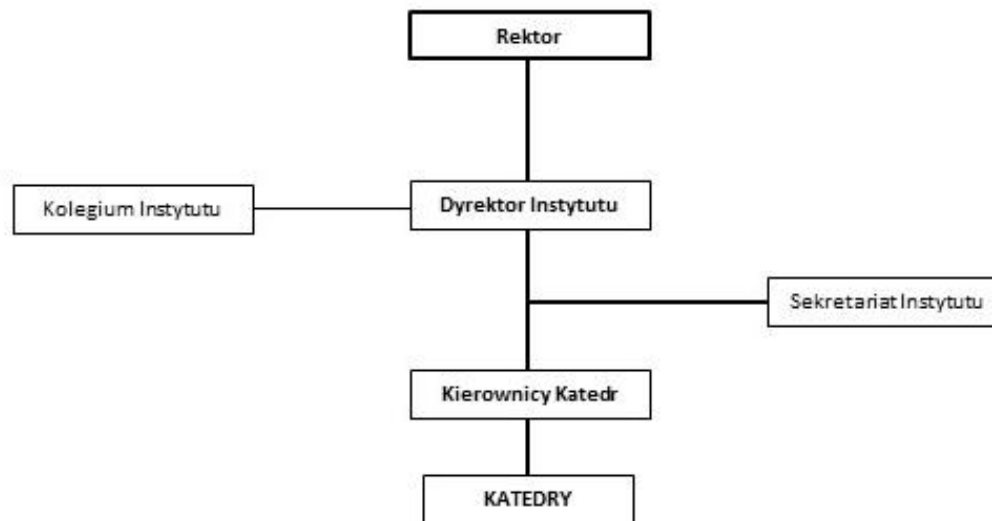 Rektor
Kolegium Instytutu
Dyrektor Instytutu
Sekretariat Instytutu
Kierownicy Katedr
KATEDRY